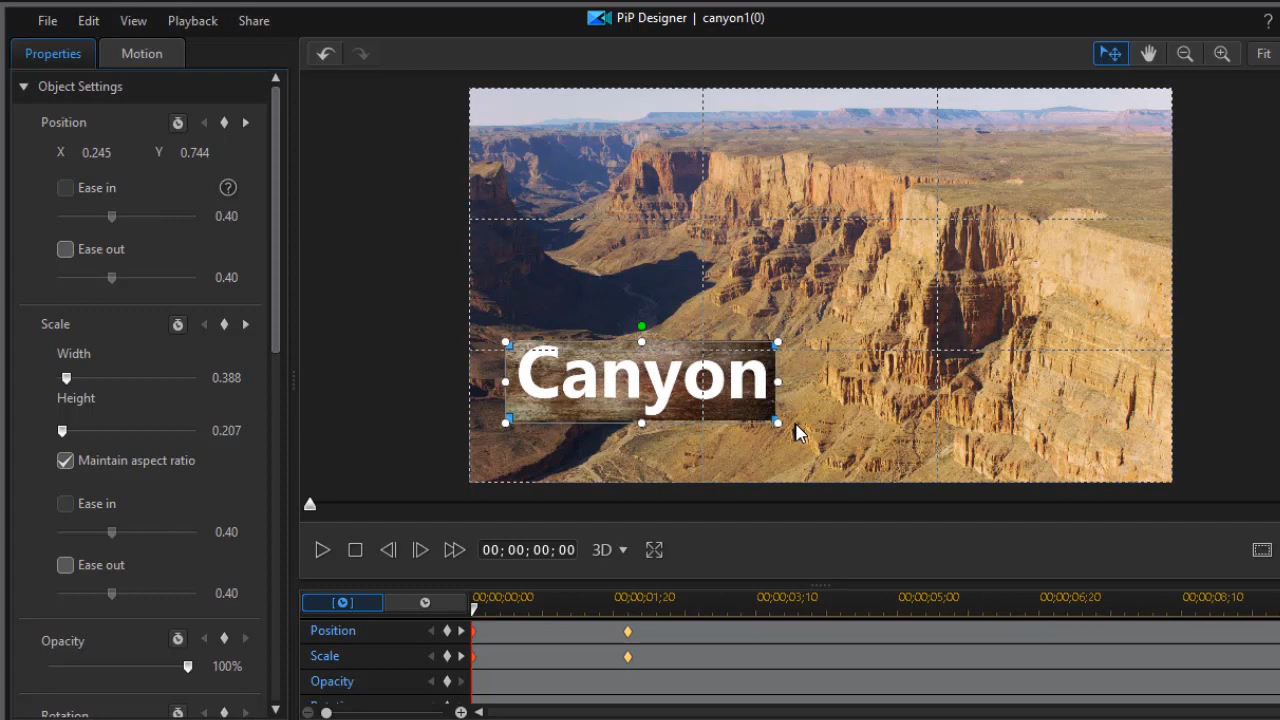 File Edit View Playback Share
PiP Designer | canyon1(0)
?
Properties Motion
Fit
Object Settings
Position
X 0.245 Y 0.744
Ease in ?
0.40
Ease out
0.40
Scale
Width
0.388
Height
0.207
Maintain aspect ratio
Ease in
0.40
Ease out
0.40
Opacity
100%
Rotation
Canyon
00;00;00;00 3D
00;00;00;00 00;00;01;20 00;00;03;10 00;00;05;00 00;00;06;20 00;00;08;10
Position
Scale
Opacity